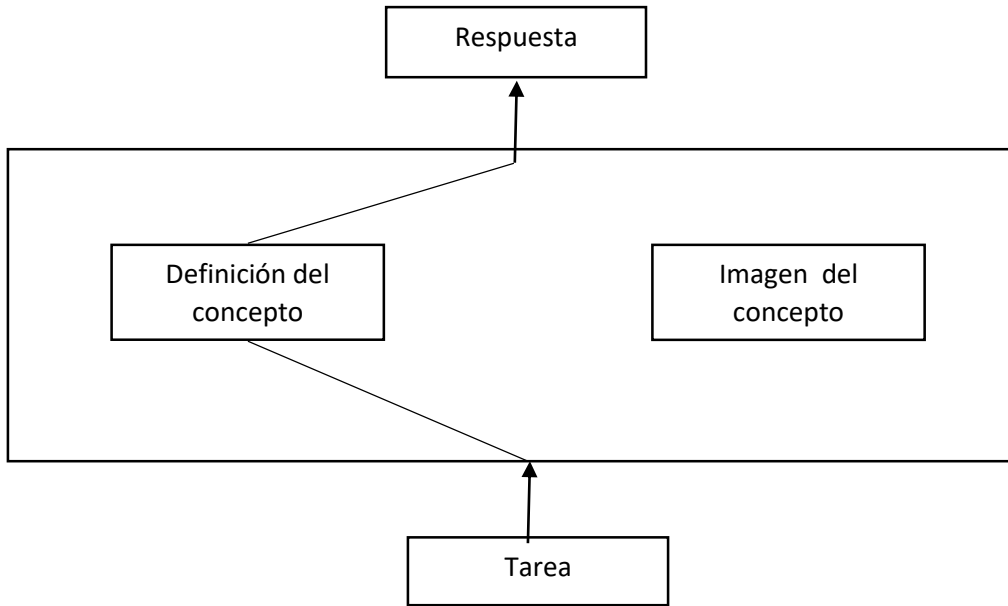 Respuesta
Definición del
concepto
Imagen del
concepto
Tarea